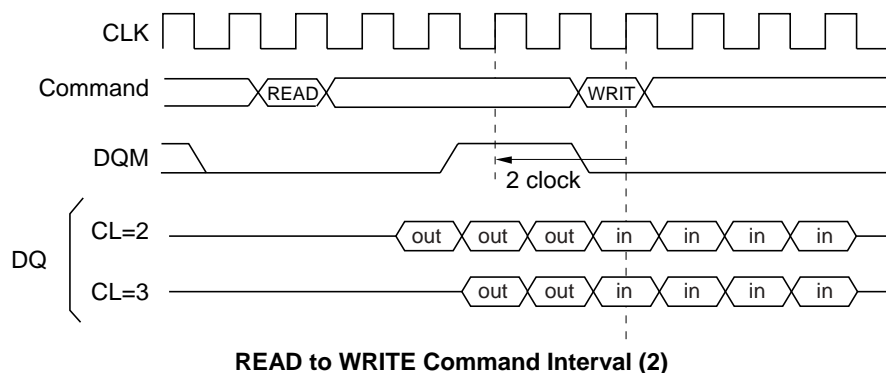 CLK
Command READ WRIT
DQM
2 clock
CL=2 out out out in in in in
DQ
CL=3 out out in in in in
READ to WRITE Command Interval (2)